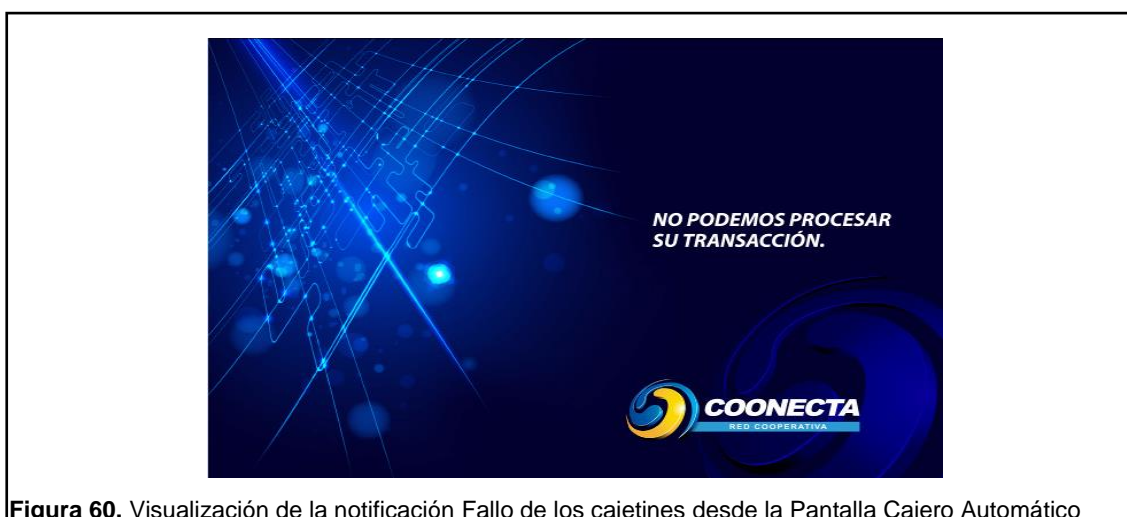 NO PODEMOS PROCESAR
SU TRANSACCIÓN.
COONECTA
RED COOPERATIVA
Figura 60. Visualización de la notificación Fallo de los cajetines desde la Pantalla Cajero Automático